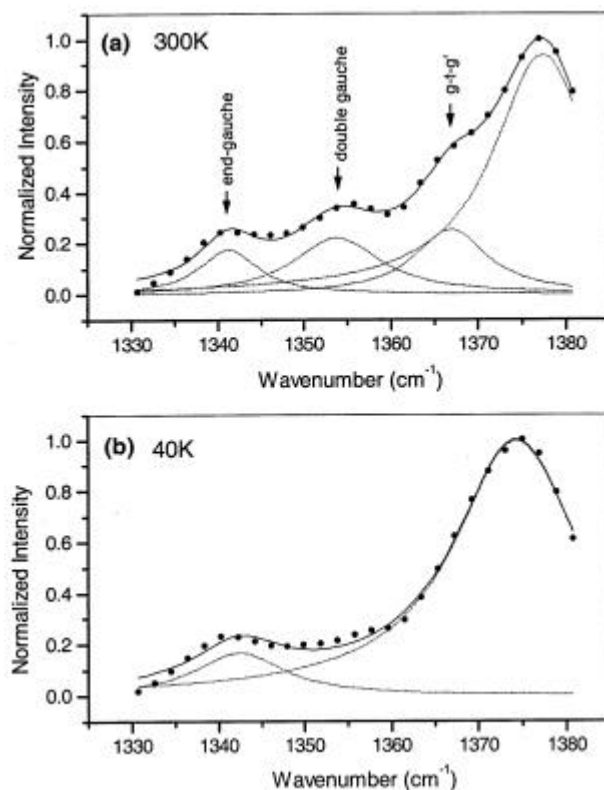 (a) 300K
end-gauche
double gauche
g-t-g'
Normalized Intensity
1.0
0.8
0.6
0.4
0.2
0.0
1330 1340 1350 1360 1370 1380
Wavenumber (cm⁻¹)
(b) 40K
Normalized Intensity
1.0
0.8
0.6
0.4
0.2
0.0
1330 1340 1350 1360 1370 1380
Wavenumber (cm⁻¹)